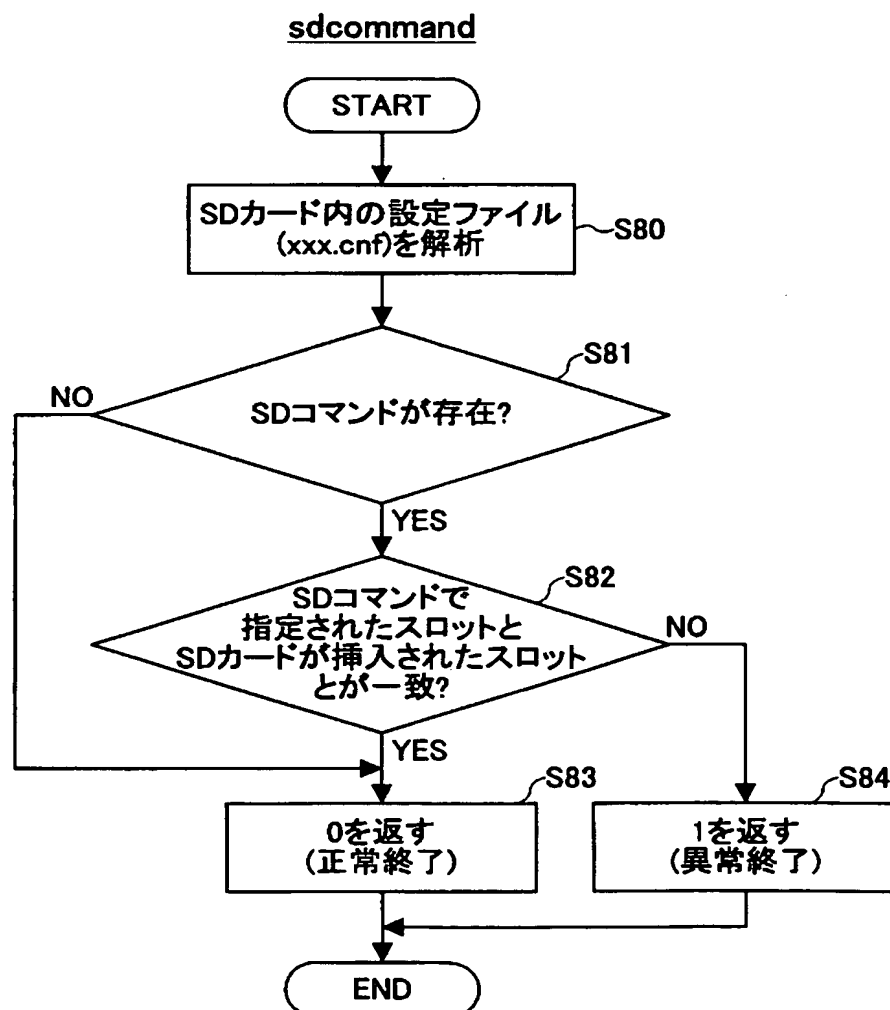 sdcommand
START
SDカード内の設定ファイル
(xxx.cnf)を解析
S80
S81
NO
SDコマンドが存在?
YES
S82
SDコマンドで
指定されたスロットと
SDカードが挿入されたスロット
とが一致?
NO
YES
S83
0を返す
(正常終了)
S84
1を返す
(異常終了)
END